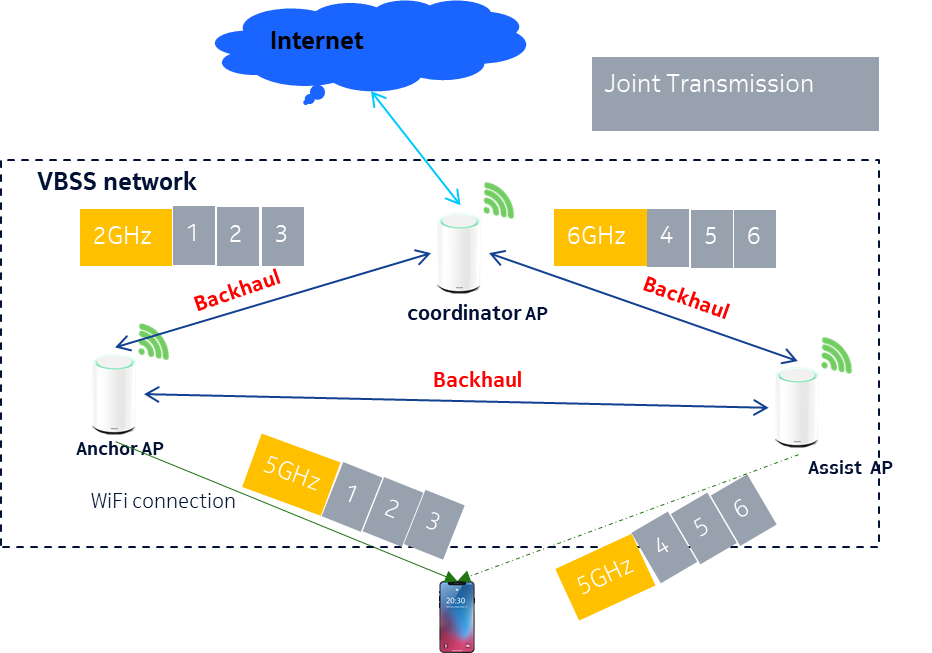 Internet
Joint Transmission
VBSS network
2GHz 1 2 3
6GHz 4 5 6
Backhaul
Backhaul
coordinator AP
Backhaul
Anchor AP
Assist AP
WiFi connection
5GHz 1 2 3
5GHz 4 5 6
20:30